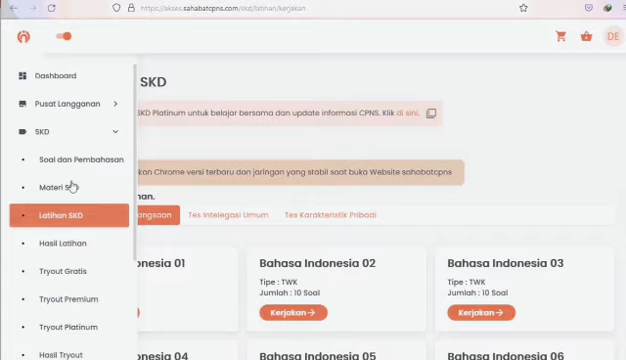 https://akses.sahabatcpns.com/skd/latihan/kerjakan
DE
Dashboard
Pusat Langganan
SKD
Soal dan Pembahasan
Materi
Latihan SKD
Hasil Latihan
Tryout Gratis
Tryout Premium
Tryout Platinum
Hasil Tryout
SKD
SKD Platinum untuk belajar bersama dan update informasi CPNS. Klik di sini.
kan Chrome versi terbaru dan jaringan yang stabil saat buka Website sahabatcpns
han.
angsaan Tes Intelegasi Umum Tes Karakteristik Pribadi
onesia 01
Bahasa Indonesia 02
Tipe : TWK
Jumlah : 10 Soal
Kerjakan
Bahasa Indonesia 03
Tipe : TWK
Jumlah : 10 Soal
Kerjakan
onesia 04
Bahasa Indonesia 05
Bahasa Indonesia 06